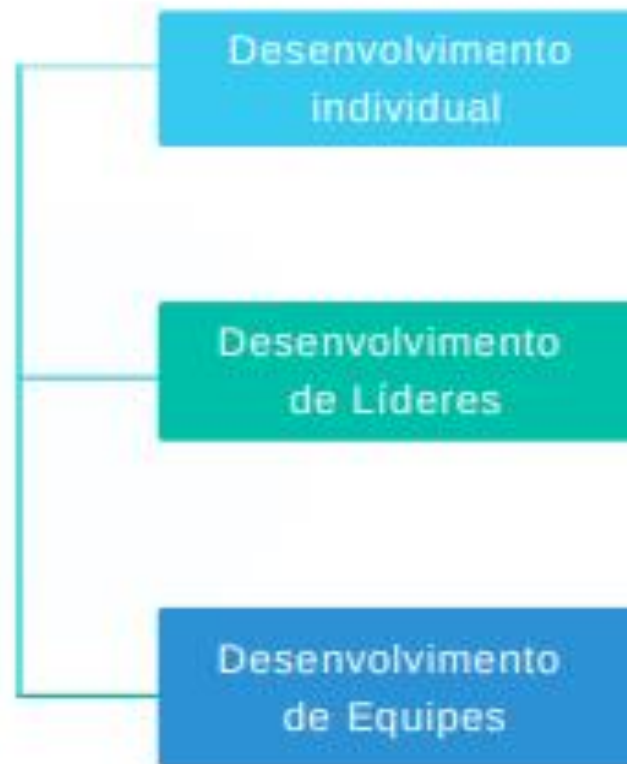 Desenvolvimento
individual
Desenvolvimento
de Líderes
Desenvolvimento
de Equipes